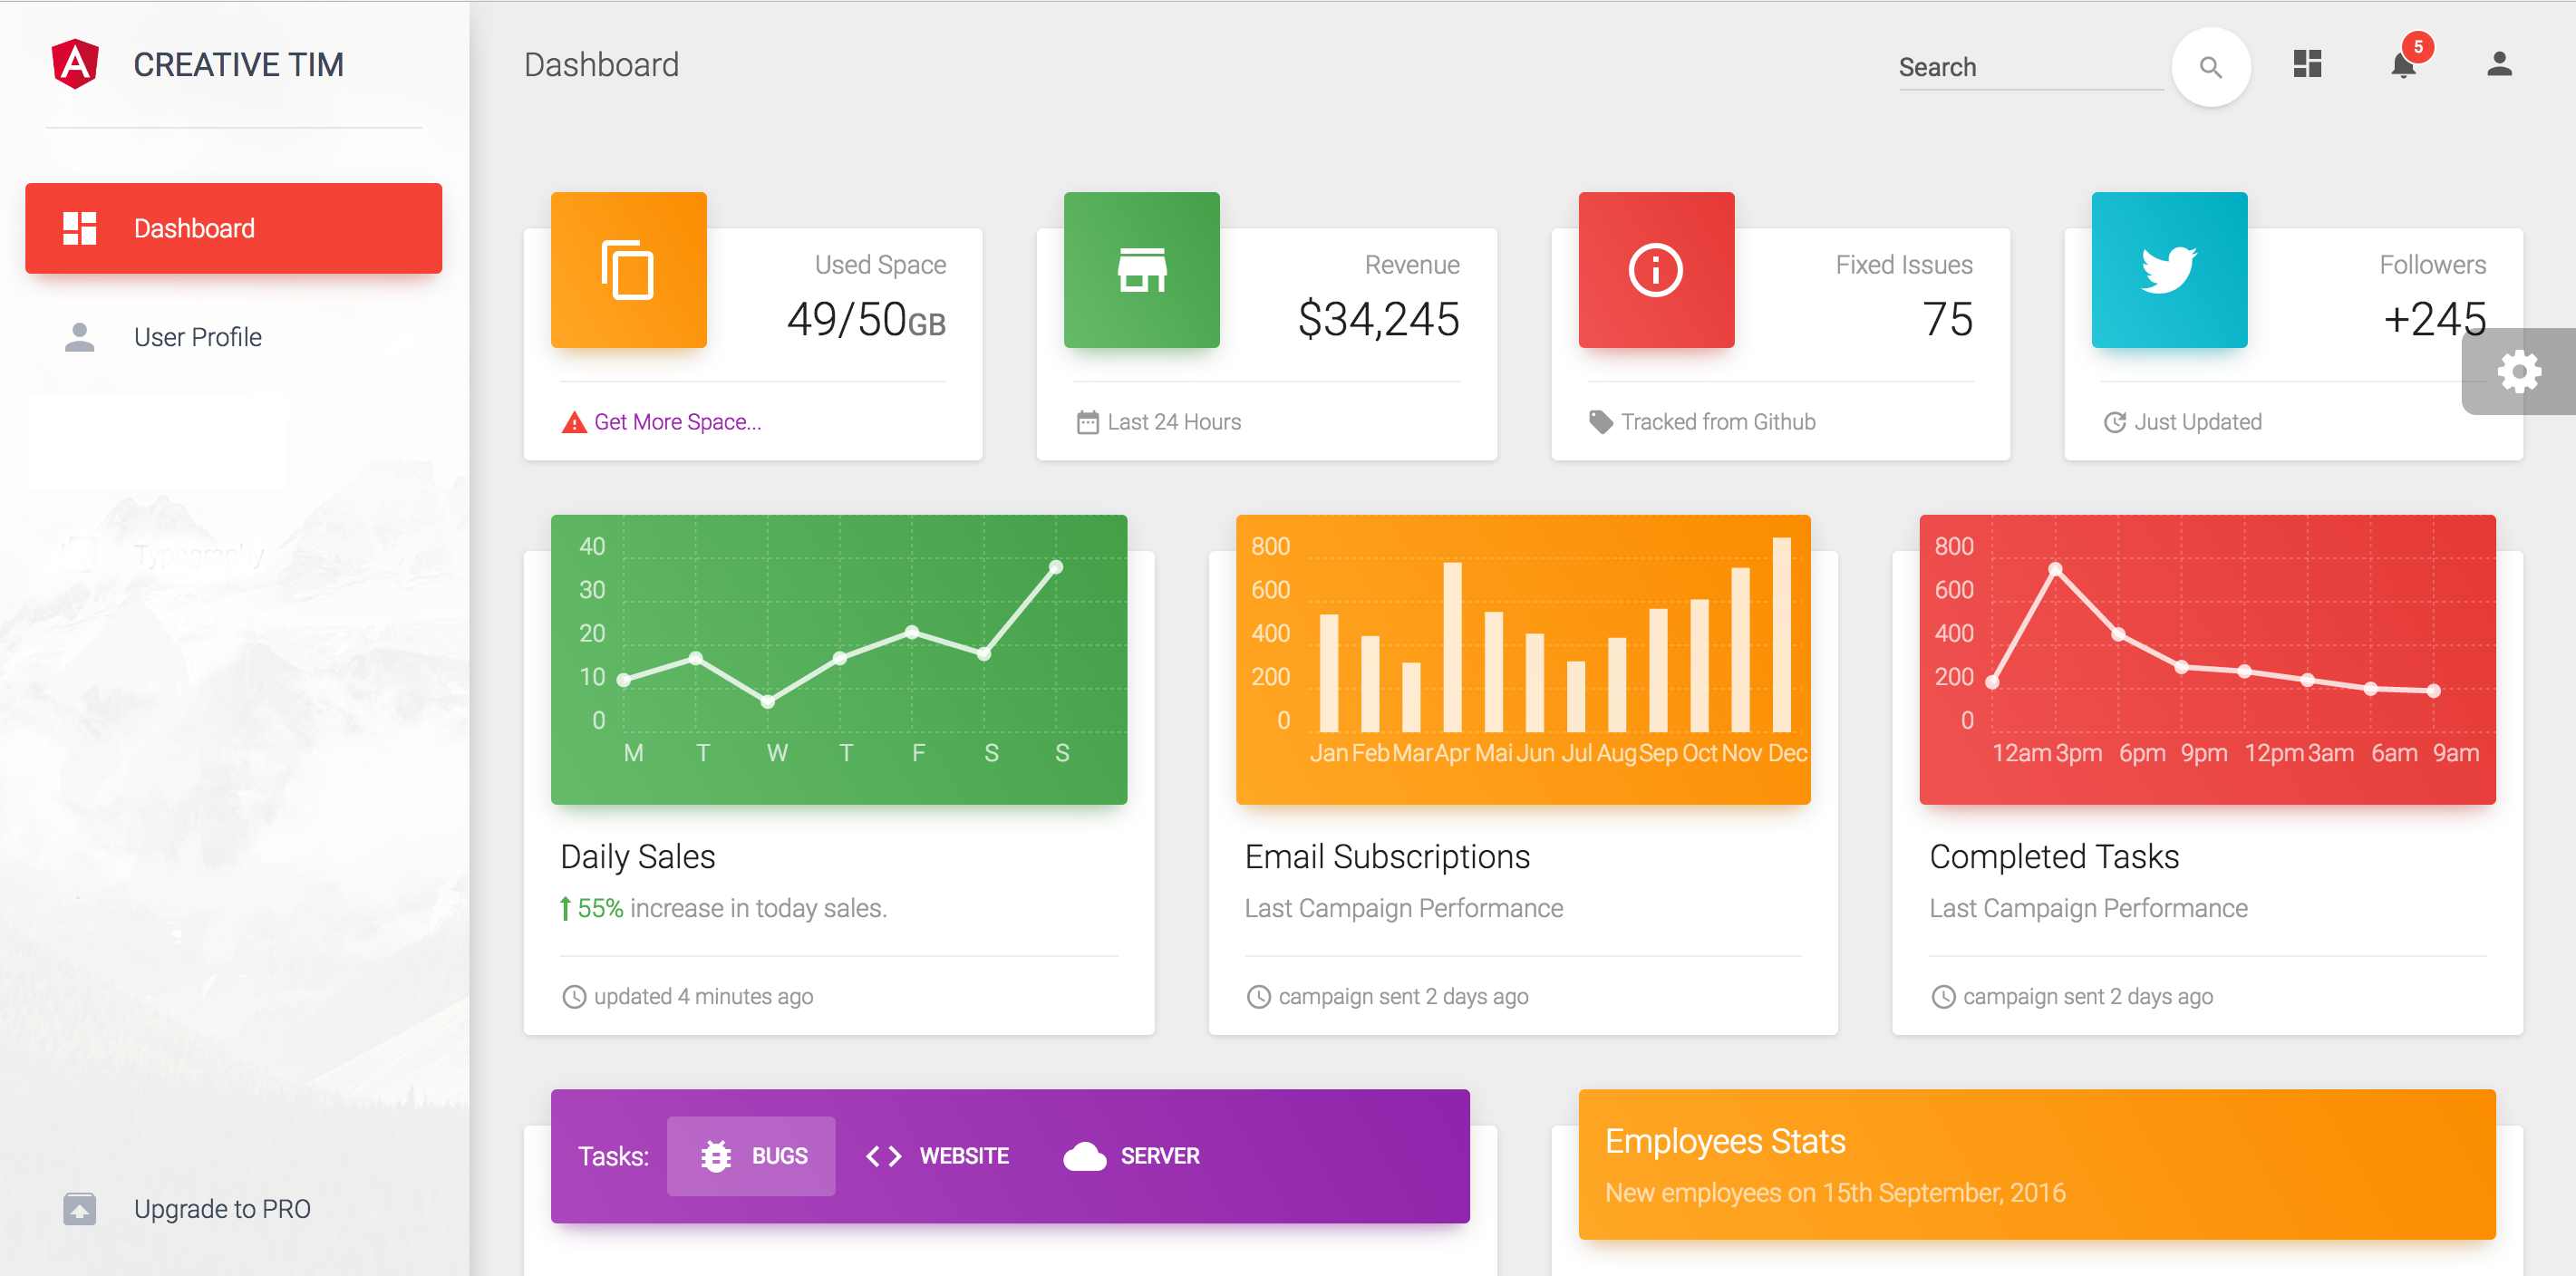 CREATIVE TIM
Dashboard
User Profile
Typography
Upgrade to PRO
Dashboard
Search
5
Used Space
49/50GB
Get More Space...
Revenue
$34,245
Last 24 Hours
Fixed Issues
75
Tracked from Github
Followers
+245
Just Updated
40
30
20
10
0
M T W T F S S
Daily Sales
55% increase in today sales.
updated 4 minutes ago
800
600
400
200
0
Jan Feb Mar Apr Mai Jun Jul Aug Sep Oct Nov Dec
Email Subscriptions
Last Campaign Performance
campaign sent 2 days ago
800
600
400
200
0
12am 3pm 6pm 9pm 12pm 3am 6am 9am
Completed Tasks
Last Campaign Performance
campaign sent 2 days ago
Tasks: BUGS WEBSITE SERVER
Employees Stats
New employees on 15th September, 2016